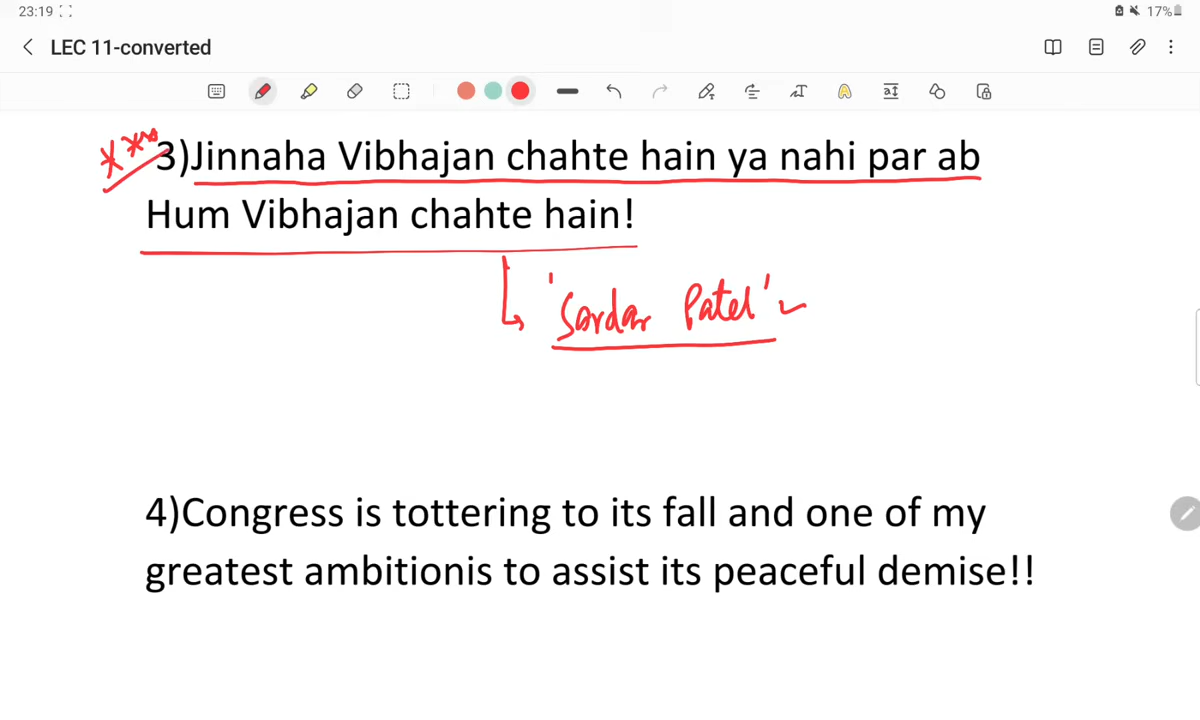 23:19
17%
LEC 11-converted
3)Jinnaha Vibhajan chahte hain ya nahi par ab
Hum Vibhajan chahte hain!
'Sardar Patel'
4)Congress is tottering to its fall and one of my
greatest ambitionis to assist its peaceful demise!!